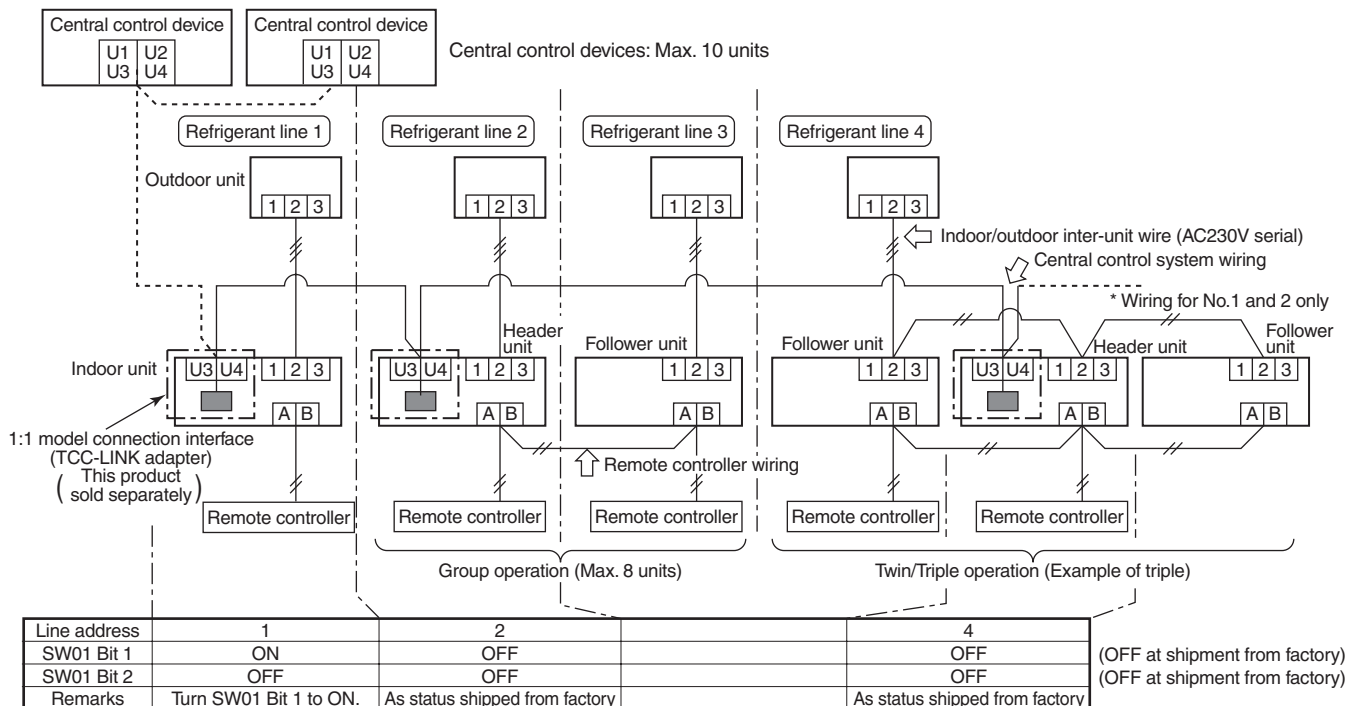 Central control device
U1 U2
U3 U4
Central control device
U1 U2
U3 U4
Central control devices: Max. 10 units
Refrigerant line 1
Refrigerant line 2
Refrigerant line 3
Refrigerant line 4
Outdoor unit
1 2 3
1 2 3
1 2 3
1 2 3
Indoor/outdoor inter-unit wire (AC230V serial)
Central control system wiring
* Wiring for No.1 and 2 only
Indoor unit
U3 U4
1 2 3
A B
Header
unit
U3 U4
1 2 3
A B
Follower unit
1 2 3
A B
Follower unit
1 2 3
A B
Header unit
U3 U4
1 2 3
A B
Follower
unit
1 2 3
A B
1:1 model connection interface
(TCC-LINK adapter)
( This product
sold separately )
Remote controller wiring
Remote controller
Remote controller
Remote controller
Remote controller
Remote controller
Group operation (Max. 8 units)
Twin/Triple operation (Example of triple)
Line address 1 2 4
SW01 Bit 1 ON OFF OFF (OFF at shipment from factory)
SW01 Bit 2 OFF OFF OFF (OFF at shipment from factory)
Remarks Turn SW01 Bit 1 to ON. As status shipped from factory As status shipped from factory